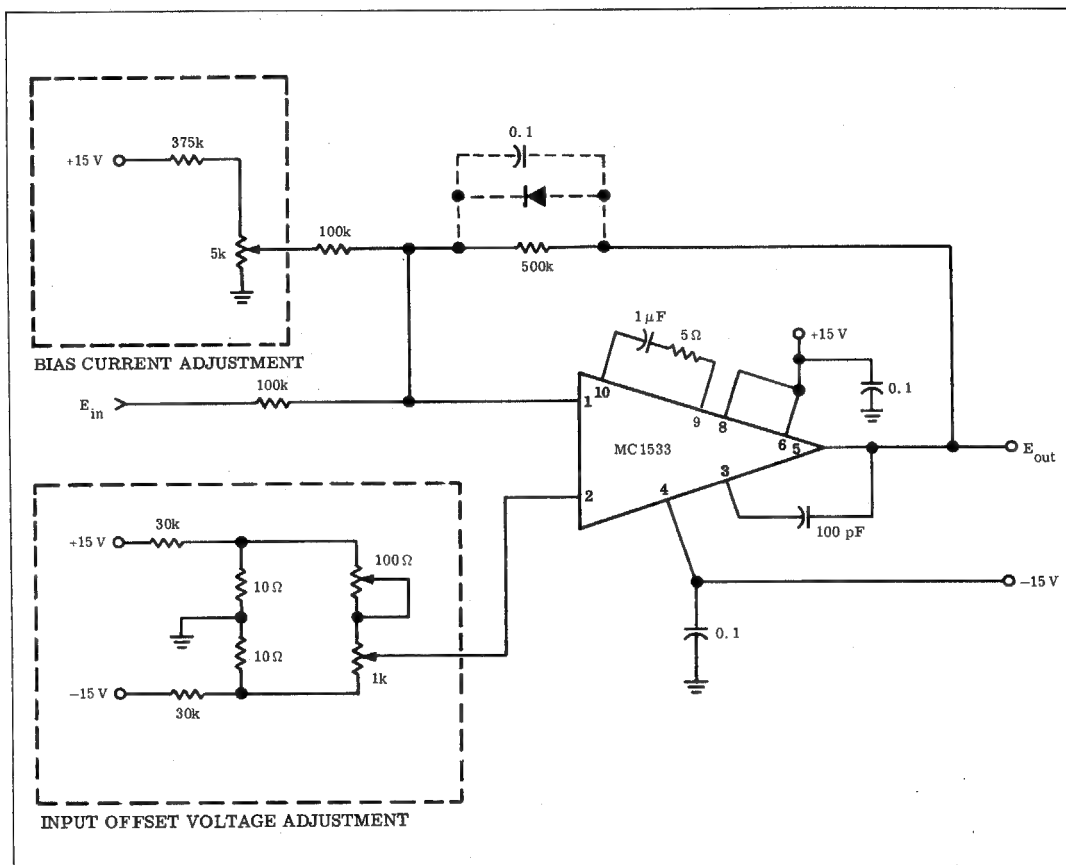 +15 V
375k
5k
100k
BIAS CURRENT ADJUSTMENT
0.1
500k
E in
100k
1 μF
5 Ω
+15 V
0.1
10
9
8
6
5
1
2
3
4
MC1533
E out
100 pF
−15 V
0.1
+15 V
30k
10 Ω
100 Ω
10 Ω
1k
−15 V
30k
INPUT OFFSET VOLTAGE ADJUSTMENT